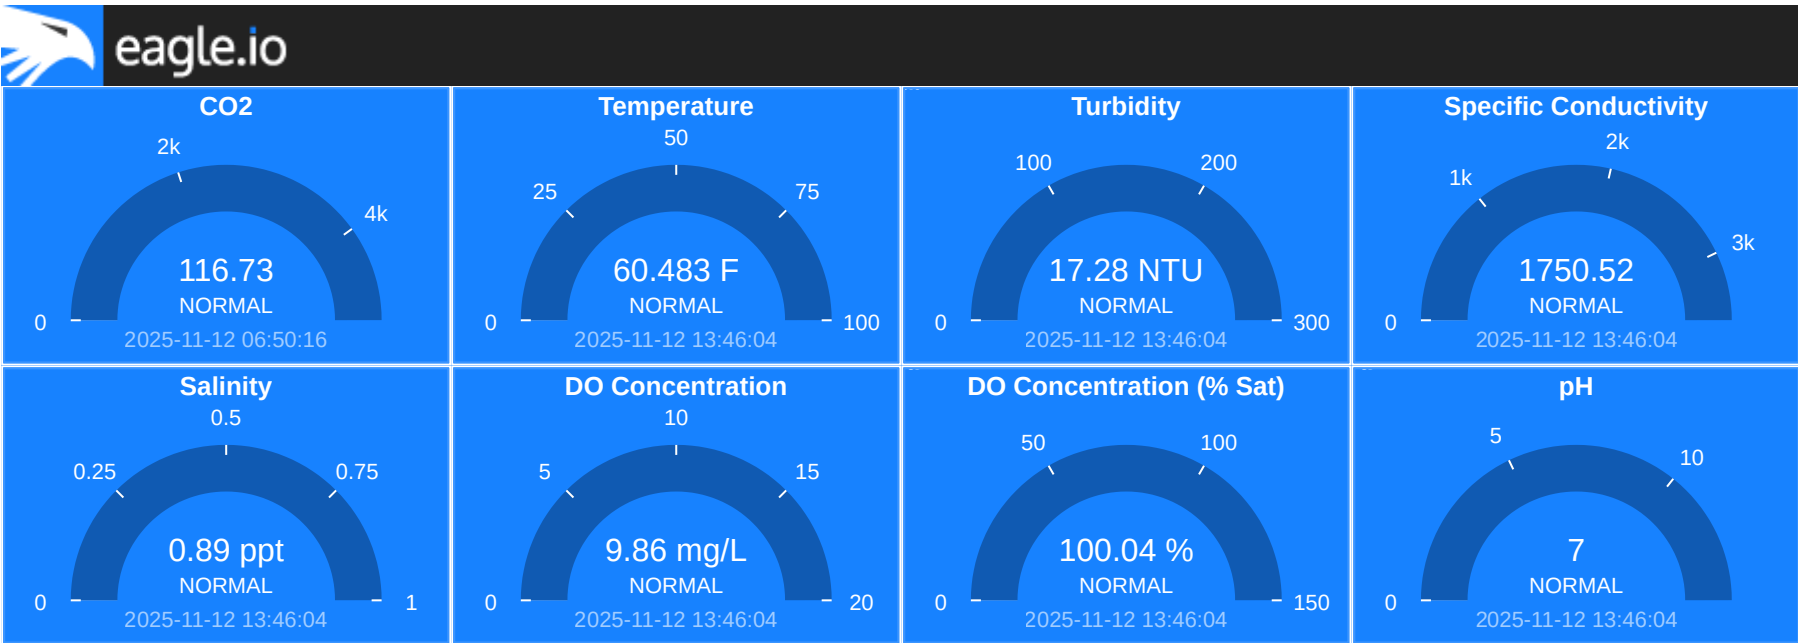 eagle.io
CO2
2k
4k
0
116.73
NORMAL
2025-11-12 06:50:16
Temperature
50
25
75
0
100
60.483 F
NORMAL
2025-11-12 13:46:04
Turbidity
100
200
0
300
17.28 NTU
NORMAL
2025-11-12 13:46:04
Specific Conductivity
2k
1k
3k
0
1750.52
NORMAL
2025-11-12 13:46:04
Salinity
0.5
0.25
0.75
0
1
0.89 ppt
NORMAL
2025-11-12 13:46:04
DO Concentration
10
5
15
0
20
9.86 mg/L
NORMAL
2025-11-12 13:46:04
DO Concentration (% Sat)
50
100
0
150
100.04 %
NORMAL
2025-11-12 13:46:04
pH
5
10
0
7
NORMAL
2025-11-12 13:46:04